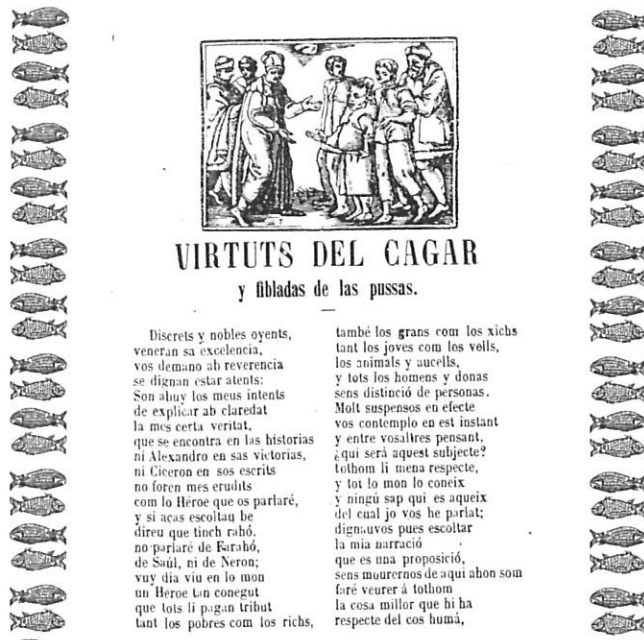 VIRTUTS DEL CAGAR
y fibladas de las pussas.
Discrets y nobles oyents,
veneran sa excelencia,
vos demano ab reverencia
se dignan estar atents:
Son abuy los meus intents
de explicar ab claredat
la mes certa veritat,
que se encontra en las historias
ni Alexandro en sas victorias,
ni Ciceron en sos escrits
no foren mes erudits
com lo Héroe que os parlaré,
y si acas escoltau be
direu que tinch rahó.
no parlaré de Farahó,
de Saúl, ni de Neron;
vuy dia viu en lo mon
un Heroe tan conegut
que tots li pagan tribut
tant los pobres com los richs,
també los grans com los xichs
tant los joves com los vells,
los animals y aucells,
y tots los homens y donas
sens distinció de personas.
Molt suspensos en efecte
vos contemplo en est instant
y entre vosaltres pensant,
¿qui será aquest subjecte?
tothom li mena respecte,
y tot lo mon lo coneix
y ningú sap qui es aqueix
del cual jo vos he parlat;
dignauvos pues escoltar
la mia narració
que es una proposició,
sens mourernos de aqui ahon som
faré veurer á tothom
la cosa millor que hi ha
respecte del cos humá,